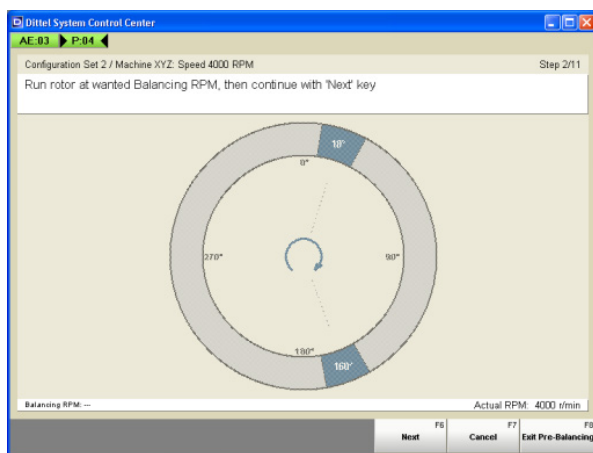 Dittel System Control Center
AE:03 P:04
Configuration Set 2 / Machine XYZ: Speed 4000 RPM Step 2/11
Run rotor at wanted Balancing RPM, then continue with 'Next' key
18°
0°
270° 90°
180°
160°
Balancing RPM: --- Actual RPM: 4000 r/min
F6 F7 F8
Next Cancel Exit Pre-Balancing